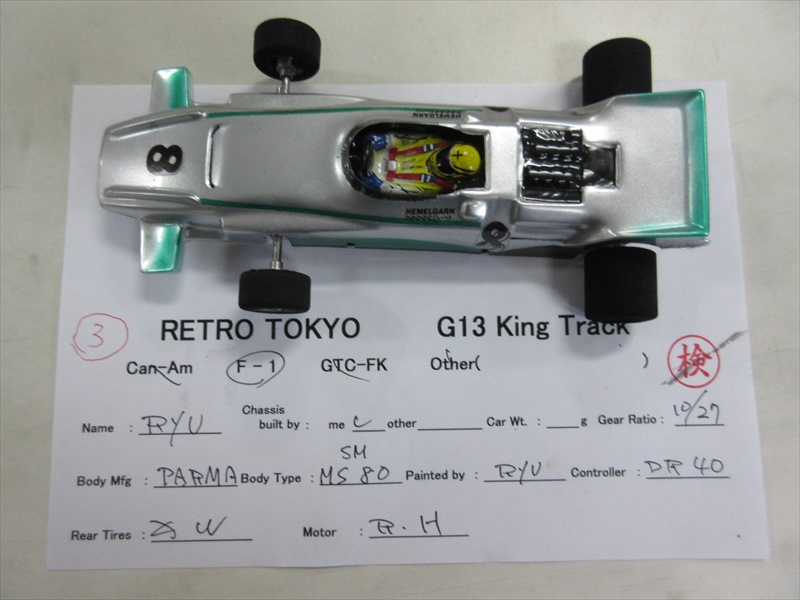 8
HEMELGARN
HEMELGARN
8
3 RETRO TOKYO G13 King Track
Can-Am F-1 GTC-FK Other( ) 検
Name : RYU Chassis built by : me other Car Wt. : g Gear Ratio : 10/27
SM
Body Mfg : PARMA Body Type : MS 80 Painted by : RYU Controller : DR 40
Rear Tires : W Motor : R.H